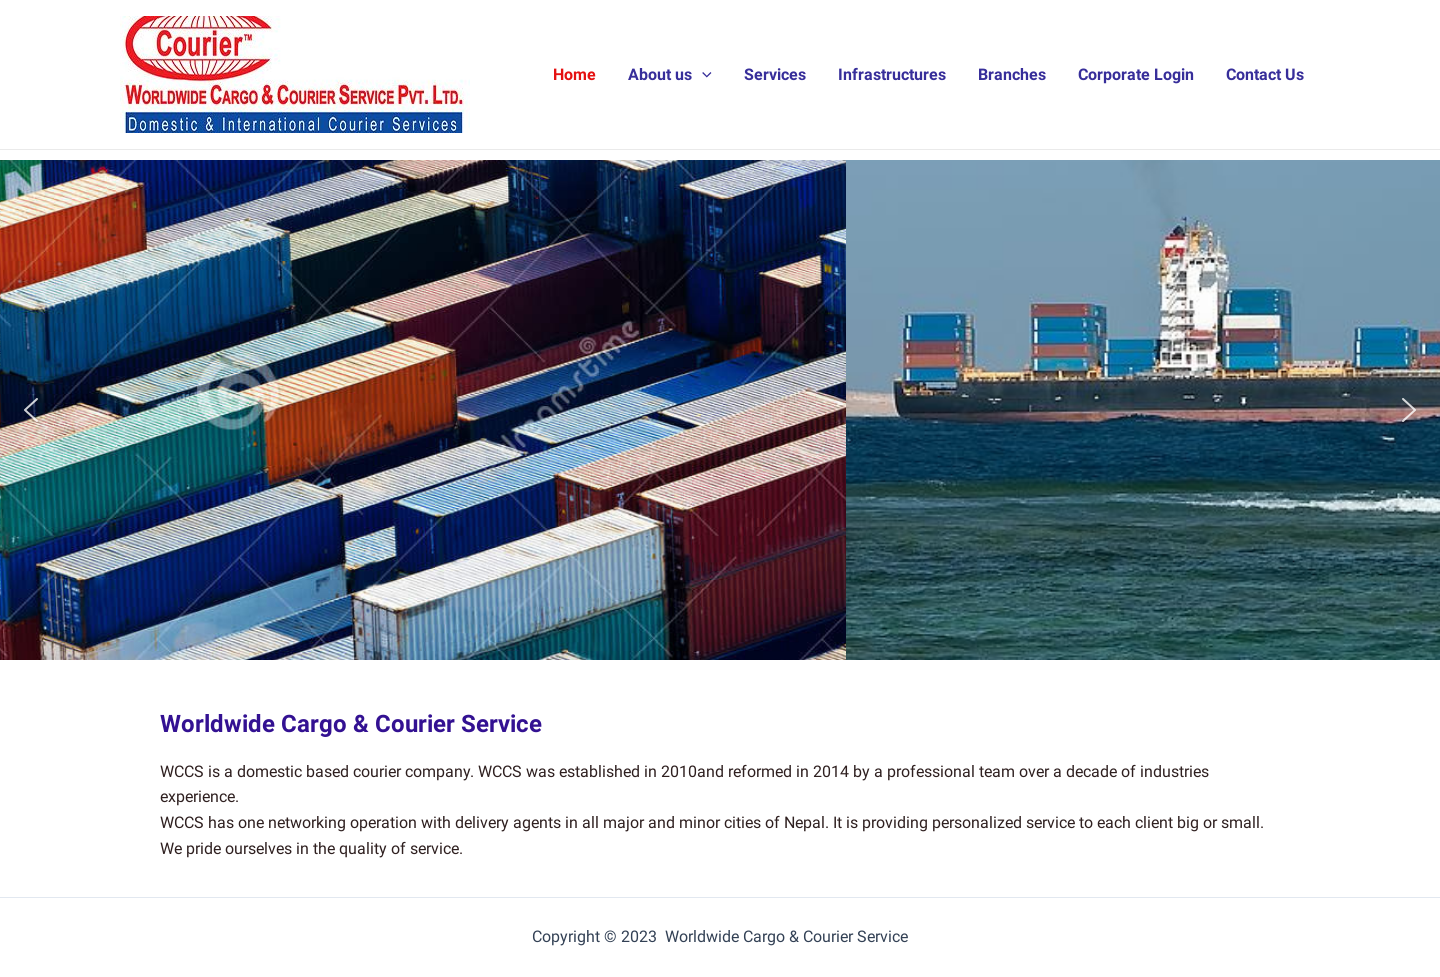 Courier™
WORLDWIDE CARGO & COURIER SERVICE PVT. LTD.
Domestic & International Courier Services
Home
About us
Services
Infrastructures
Branches
Corporate Login
Contact Us
dreamstime
Worldwide Cargo & Courier Service
WCCS is a domestic based courier company. WCCS was established in 2010and reformed in 2014 by a professional team over a decade of industries
experience.
WCCS has one networking operation with delivery agents in all major and minor cities of Nepal. It is providing personalized service to each client big or small.
We pride ourselves in the quality of service.
Copyright © 2023  Worldwide Cargo & Courier Service